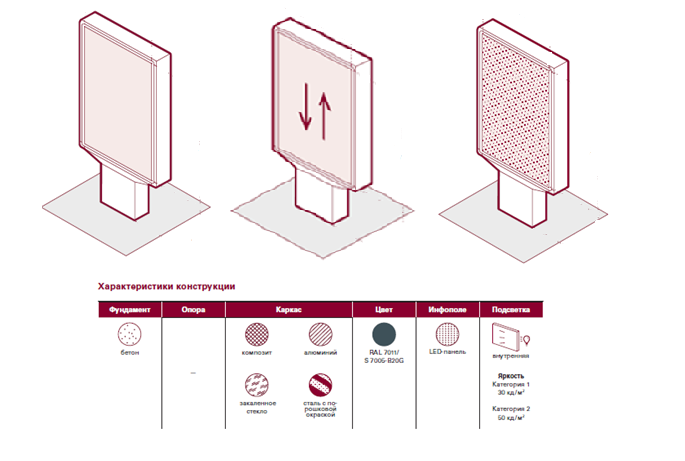 Характеристики конструкции
Фундамент Опора Каркас Цвет Инфополе Подсветка
бетон
–
композит
алюминий
закаленное
стекло
сталь с по-
рошковой
окраской
RAL 7011/
S 7005-B20G
LED-панель
внутренняя
Яркость
Категория 1
30 кд/м²
Категория 2
50 кд/м²